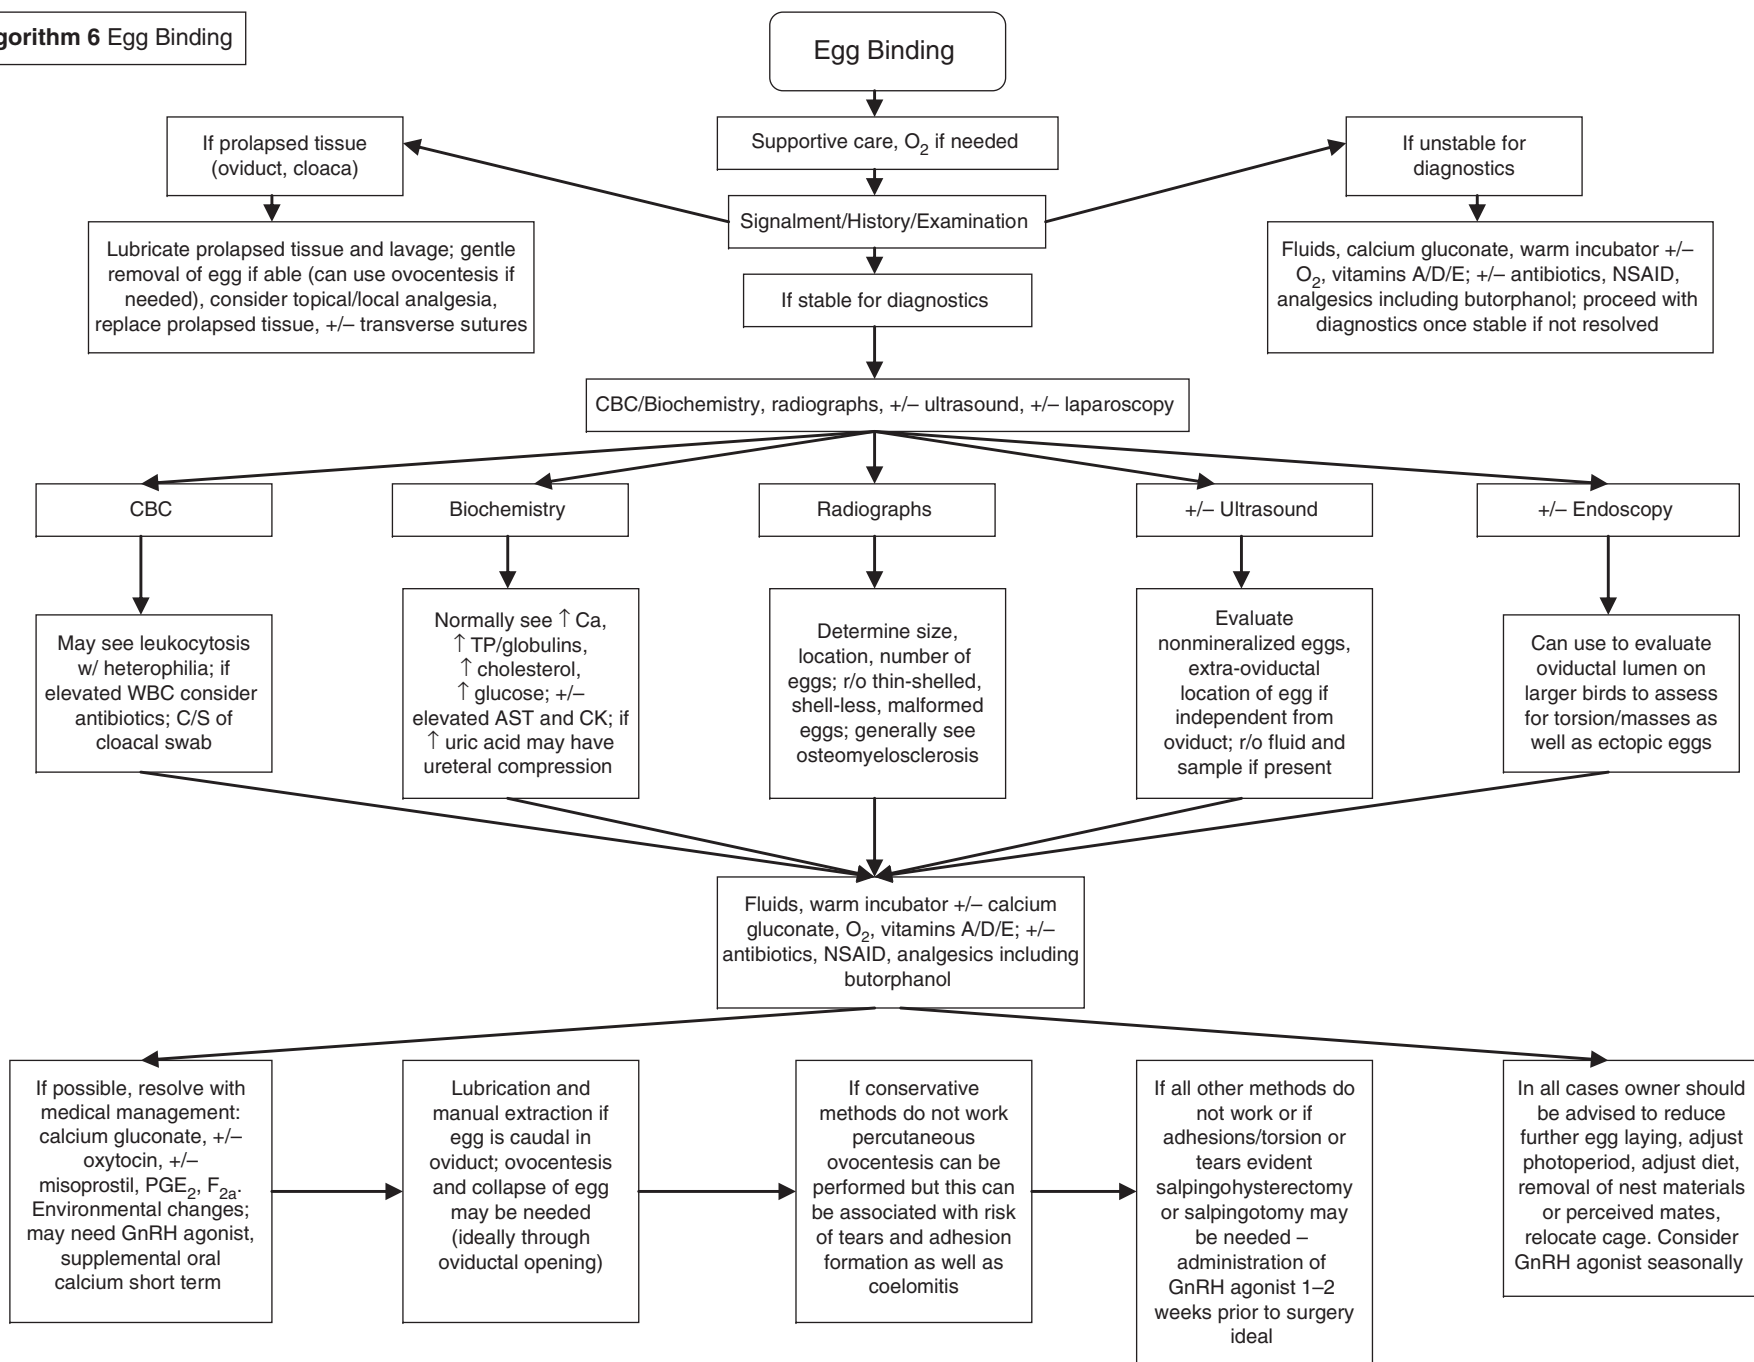 gorithm 6 Egg Binding
Egg Binding
If prolapsed tissue
(oviduct, cloaca)
Supportive care, O2 if needed
If unstable for
diagnostics
Signalment/History/Examination
Lubricate prolapsed tissue and lavage; gentle
removal of egg if able (can use ovocentesis if
needed), consider topical/local analgesia,
replace prolapsed tissue, +/– transverse sutures
Fluids, calcium gluconate, warm incubator +/–
O2, vitamins A/D/E; +/– antibiotics, NSAID,
analgesics including butorphanol; proceed with
diagnostics once stable if not resolved
If stable for diagnostics
CBC/Biochemistry, radiographs, +/– ultrasound, +/– laparoscopy
CBC
Biochemistry
Radiographs
+/– Ultrasound
+/– Endoscopy
May see leukocytosis
w/ heterophilia; if
elevated WBC consider
antibiotics; C/S of
cloacal swab
Normally see ↑ Ca,
↑ TP/globulins,
↑ cholesterol,
↑ glucose; +/–
elevated AST and CK; if
↑ uric acid may have
ureteral compression
Determine size,
location, number of
eggs; r/o thin-shelled,
shell-less, malformed
eggs; generally see
osteomyelosclerosis
Evaluate
nonmineralized eggs,
extra-oviductal
location of egg if
independent from
oviduct; r/o fluid and
sample if present
Can use to evaluate
oviductal lumen on
larger birds to assess
for torsion/masses as
well as ectopic eggs
Fluids, warm incubator +/– calcium
gluconate, O2, vitamins A/D/E; +/–
antibiotics, NSAID, analgesics including
butorphanol
If possible, resolve with
medical management:
calcium gluconate, +/–
oxytocin, +/–
misoprostil, PGE2, F2a.
Environmental changes;
may need GnRH agonist,
supplemental oral
calcium short term
Lubrication and
manual extraction if
egg is caudal in
oviduct; ovocentesis
and collapse of egg
may be needed
(ideally through
oviductal opening)
If conservative
methods do not work
percutaneous
ovocentesis can be
performed but this can
be associated with risk
of tears and adhesion
formation as well as
coelomitis
If all other methods do
not work or if
adhesions/torsion or
tears evident
salpingohysterectomy
or salpingotomy may
be needed –
administration of
GnRH agonist 1–2
weeks prior to surgery
ideal
In all cases owner should
be advised to reduce
further egg laying, adjust
photoperiod, adjust diet,
removal of nest materials
or perceived mates,
relocate cage. Consider
GnRH agonist seasonally